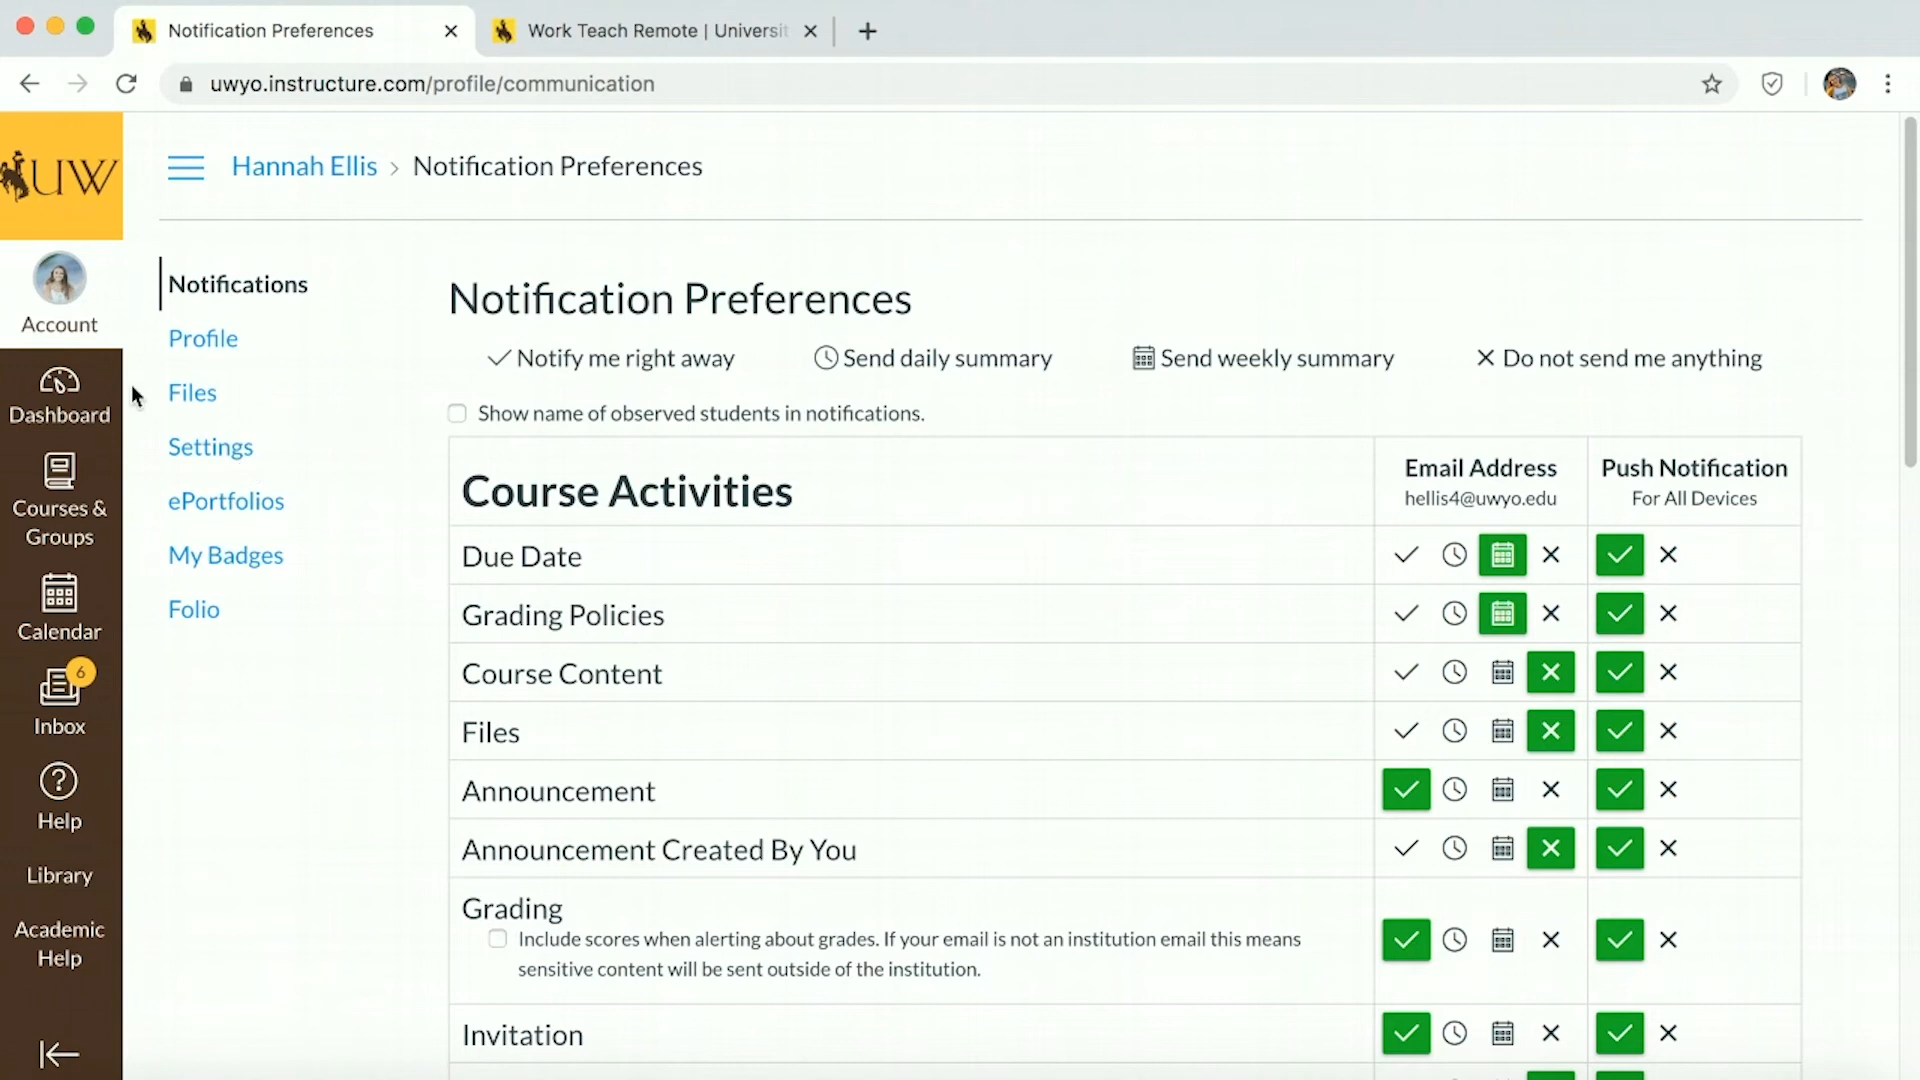 Notification Preferences
Work Teach Remote | Universit
uwyo.instructure.com/profile/communication
UW
Hannah Ellis > Notification Preferences
Account
Dashboard
Courses &
Groups
Calendar
6
Inbox
Help
Library
Academic
Help
Notifications
Profile
Files
Settings
ePortfolios
My Badges
Folio
Notification Preferences
Notify me right away
Send daily summary
Send weekly summary
Do not send me anything
Show name of observed students in notifications.
Course Activities
Email Address
hellis4@uwyo.edu
Push Notification
For All Devices
Due Date
Grading Policies
Course Content
Files
Announcement
Announcement Created By You
Grading
Include scores when alerting about grades. If your email is not an institution email this means
sensitive content will be sent outside of the institution.
Invitation